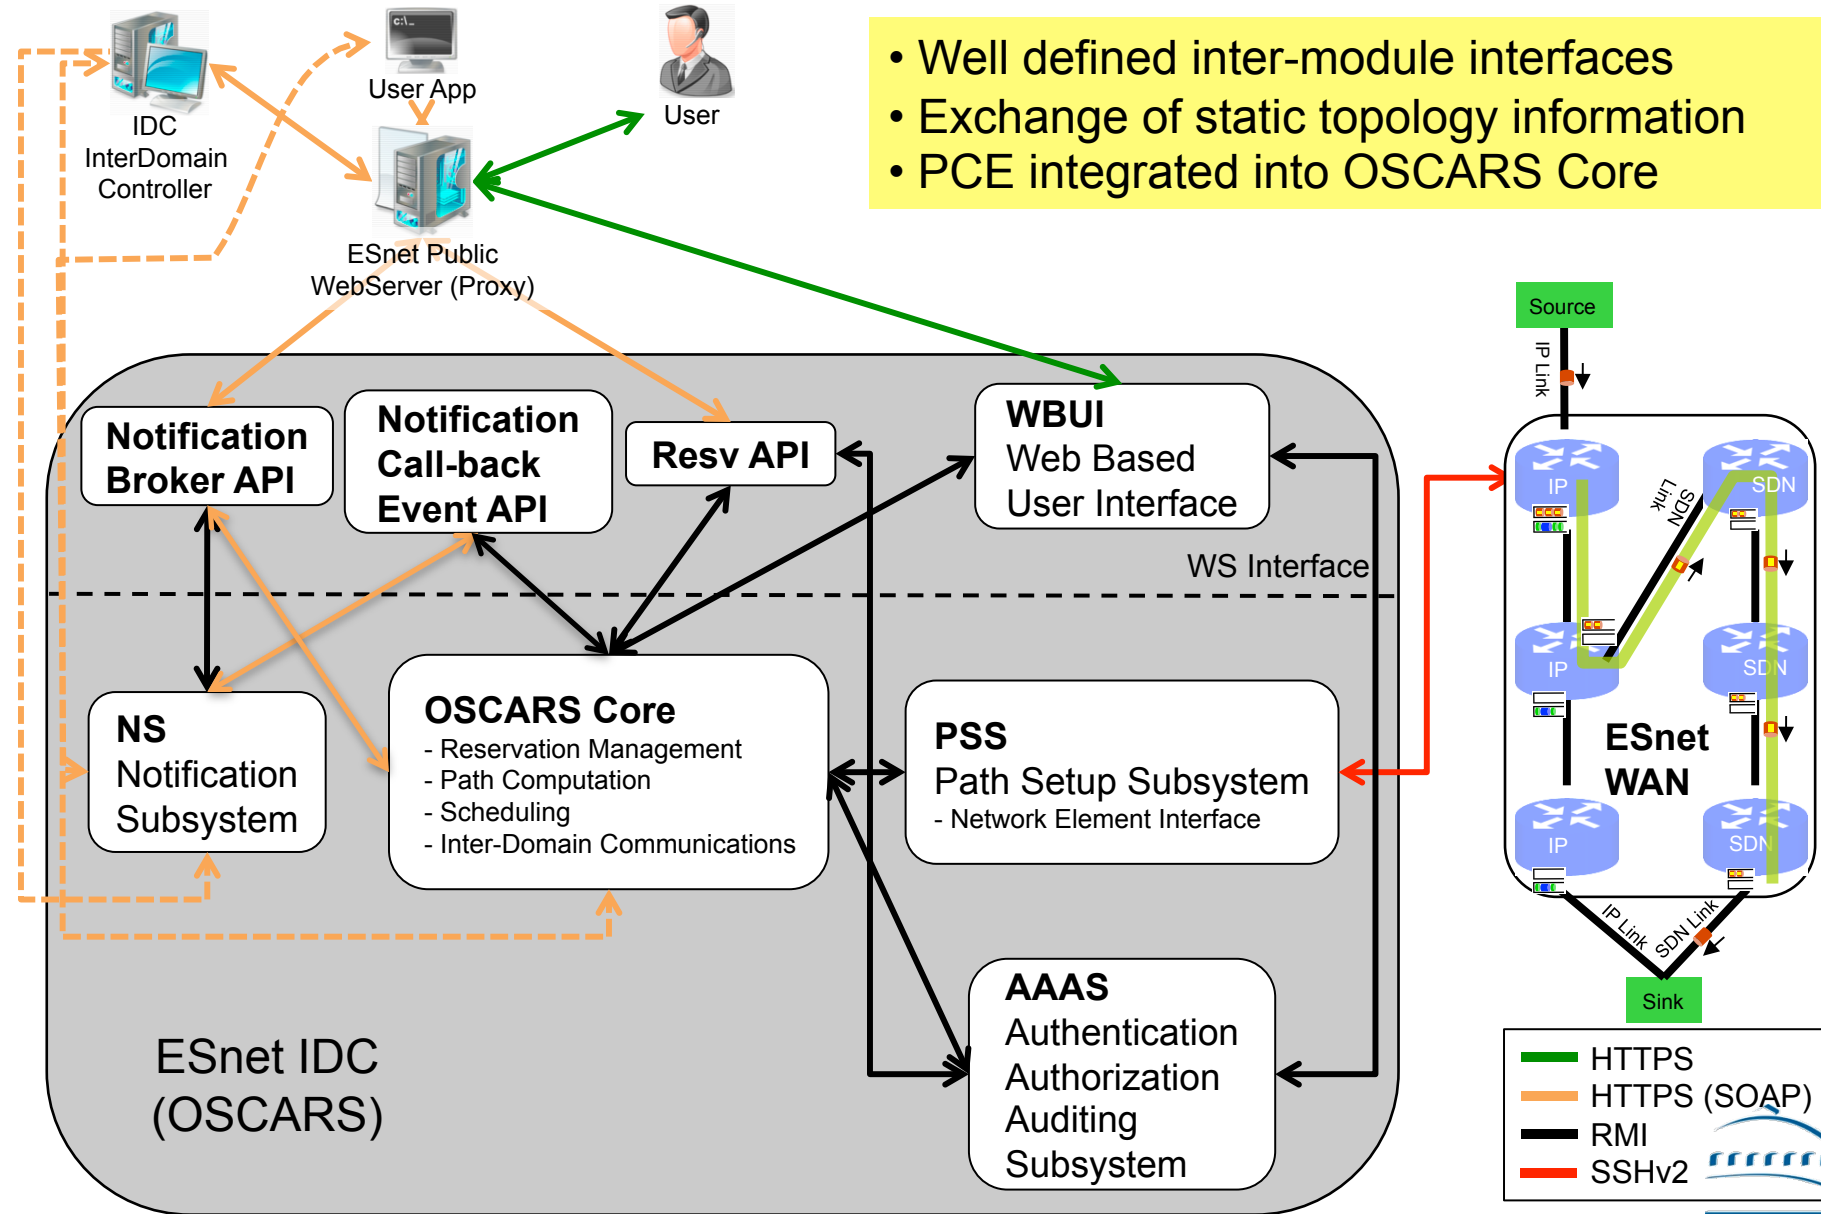 c:\_
User App
User
IDC
InterDomain
Controller
ESnet Public
WebServer (Proxy)
• Well defined inter-module interfaces
• Exchange of static topology information
• PCE integrated into OSCARS Core
Notification
Broker API
Notification
Call-back
Event API
Resv API
WBUI
Web Based
User Interface
WS Interface
NS
Notification
Subsystem
OSCARS Core
- Reservation Management
- Path Computation
- Scheduling
- Inter-Domain Communications
PSS
Path Setup Subsystem
- Network Element Interface
AAAS
Authentication
Authorization
Auditing
Subsystem
ESnet IDC
(OSCARS)
Source
IP Link
IP
SDN
SDN
Link
IP
SDN
ESnet
WAN
IP
SDN
IP Link
SDN Link
Sink
HTTPS
HTTPS (SOAP)
RMI
SSHv2